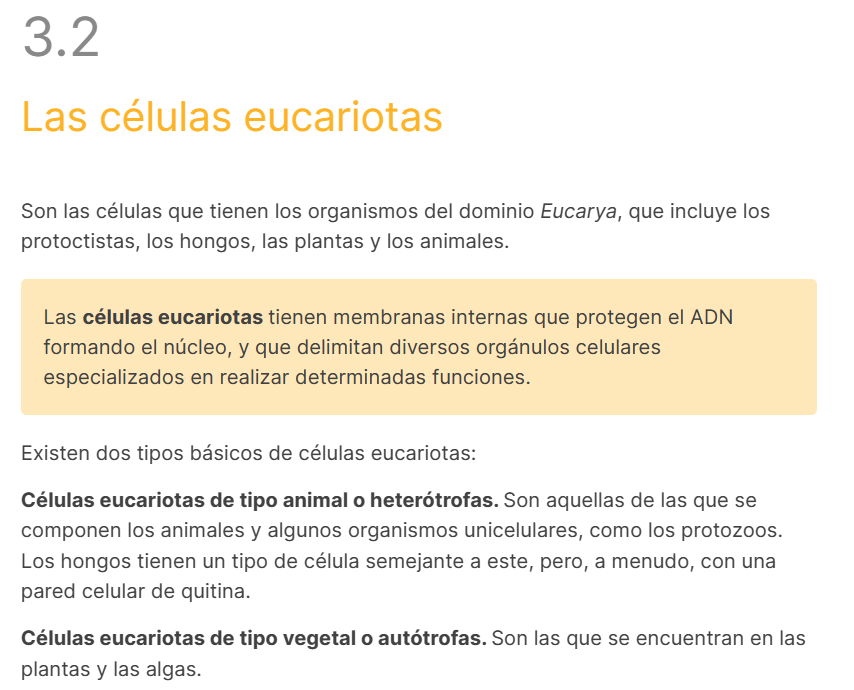 3.2
Las células eucariotas
Son las células que tienen los organismos del dominio Eucarya, que incluye los
protoctistas, los hongos, las plantas y los animales.
Las células eucariotas tienen membranas internas que protegen el ADN
formando el núcleo, y que delimitan diversos orgánulos celulares
especializados en realizar determinadas funciones.
Existen dos tipos básicos de células eucariotas:
Células eucariotas de tipo animal o heterótrofas. Son aquellas de las que se
componen los animales y algunos organismos unicelulares, como los protozoos.
Los hongos tienen un tipo de célula semejante a este, pero, a menudo, con una
pared celular de quitina.
Células eucariotas de tipo vegetal o autótrofas. Son las que se encuentran en las
plantas y las algas.